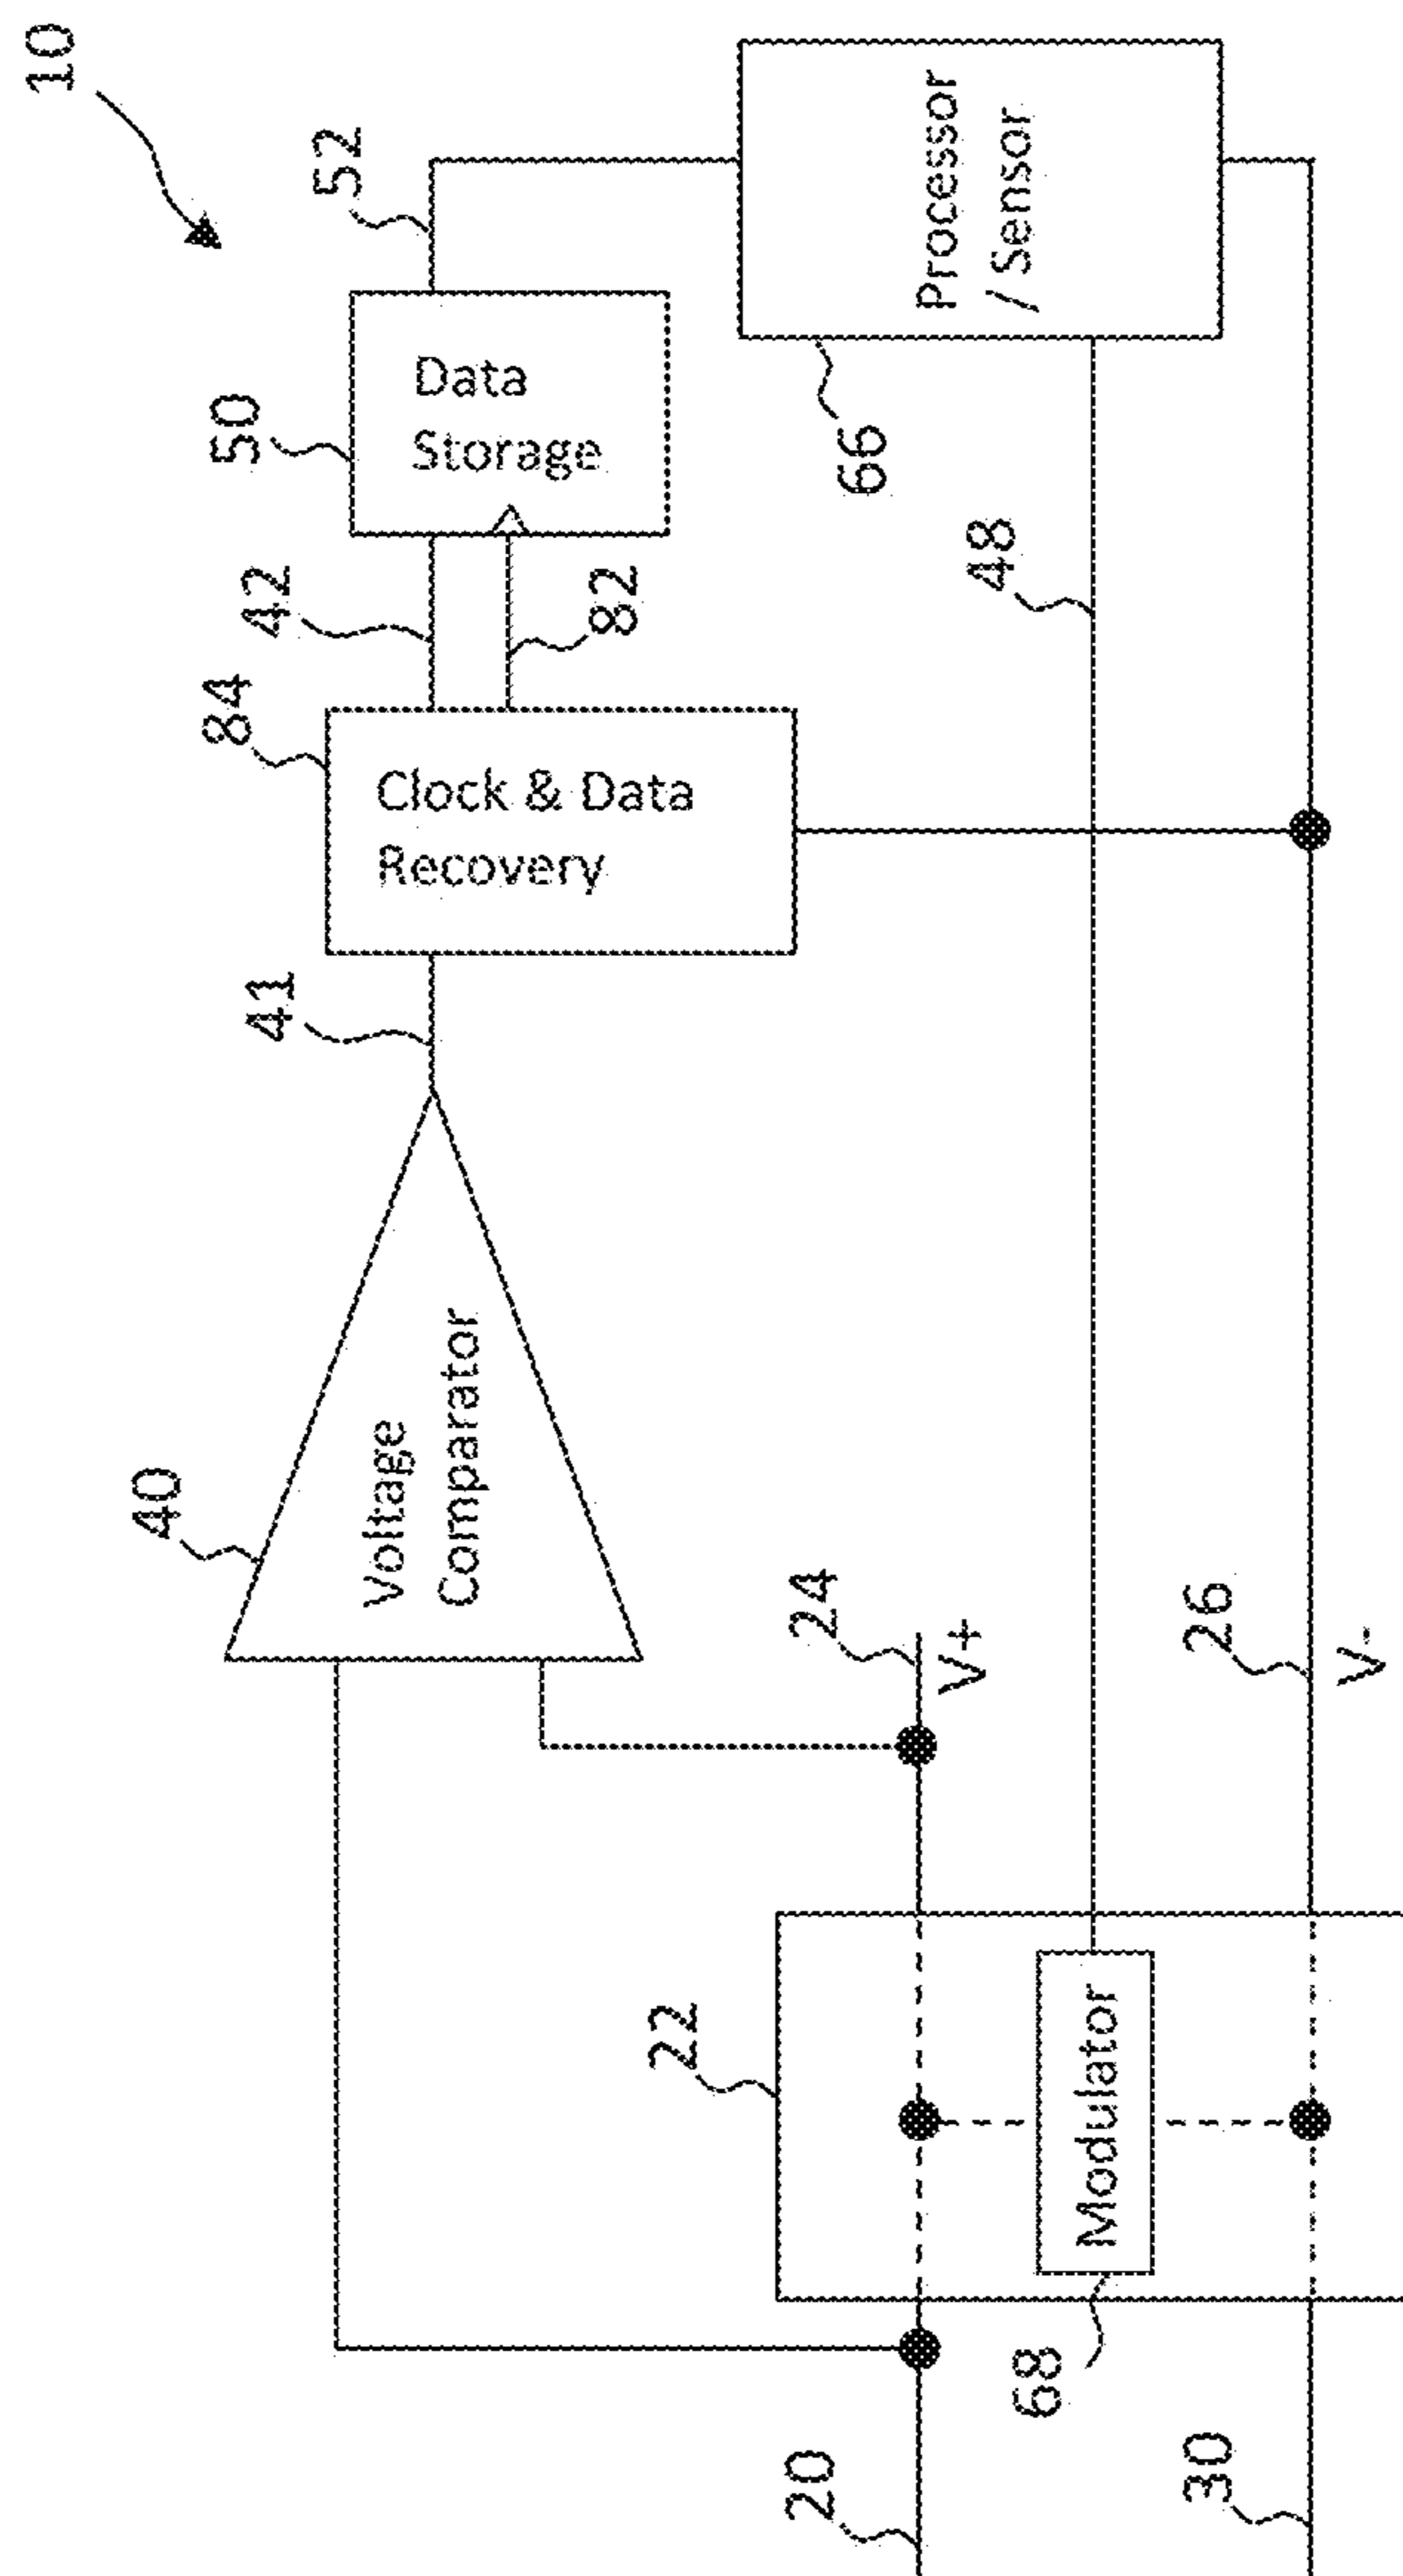 10
52
50
Data
Storage
42
82
84
Clock & Data
Recovery
41
40
Voltage
Comparator
Processor
/ Sensor
66
48
24
V+
26
V-
22
Modulator
68
20
30